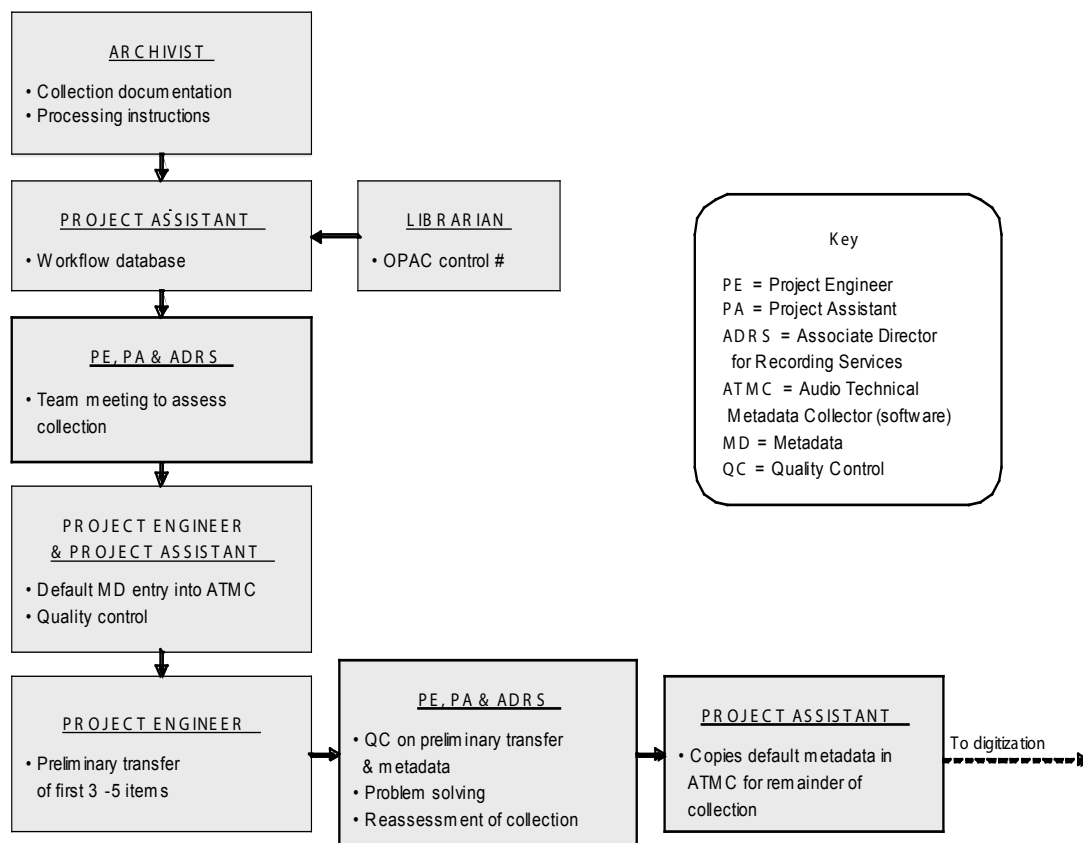 ARCHIVIST
• Collection documentation
• Processing instructions
PROJECT ASSISTANT
• Workflow database
LIBRARIAN
• OPAC control #
PE, PA & ADRS
• Team meeting to assess
collection
PROJECT ENGINEER
& PROJECT ASSISTANT
• Default MD entry into ATMC
• Quality control
PROJECT ENGINEER
• Preliminary transfer
of first 3 -5 items
PE, PA & ADRS
• QC on preliminary transfer
& metadata
• Problem solving
• Reassessment of collection
PROJECT ASSISTANT
• Copies default metadata in
ATMC for remainder of
collection
To digitization
Key
PE = Project Engineer
PA = Project Assistant
ADRS = Associate Director
for Recording Services
ATMC = Audio Technical
Metadata Collector (software)
MD = Metadata
QC = Quality Control